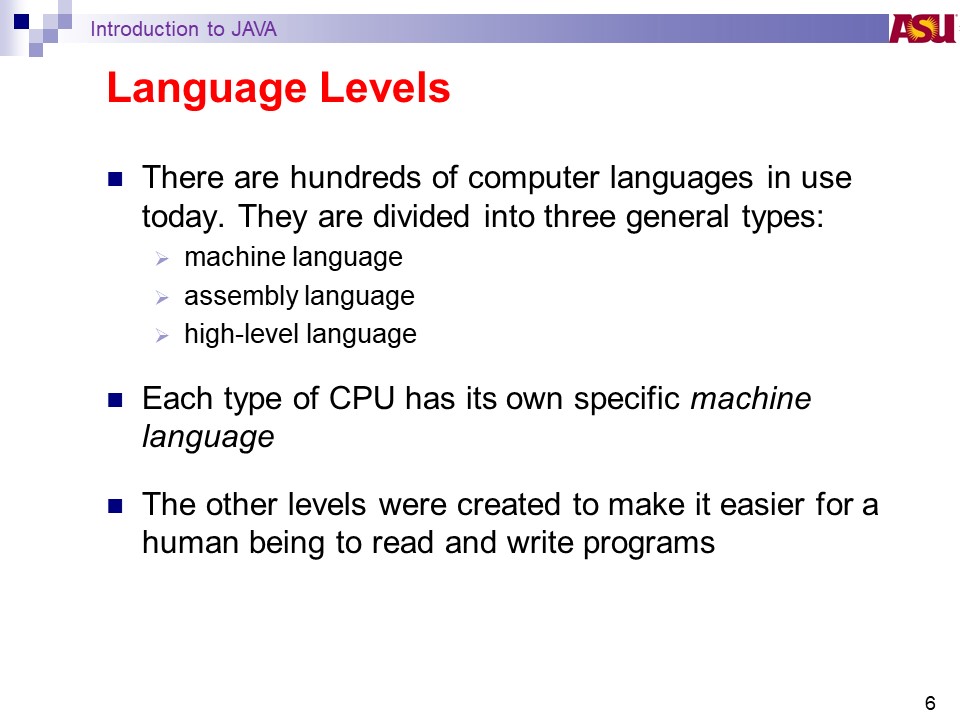 Introduction to JAVA
ASU
Language Levels
There are hundreds of computer languages in use
today. They are divided into three general types:
machine language
assembly language
high-level language
Each type of CPU has its own specific machine
language
The other levels were created to make it easier for a
human being to read and write programs
6